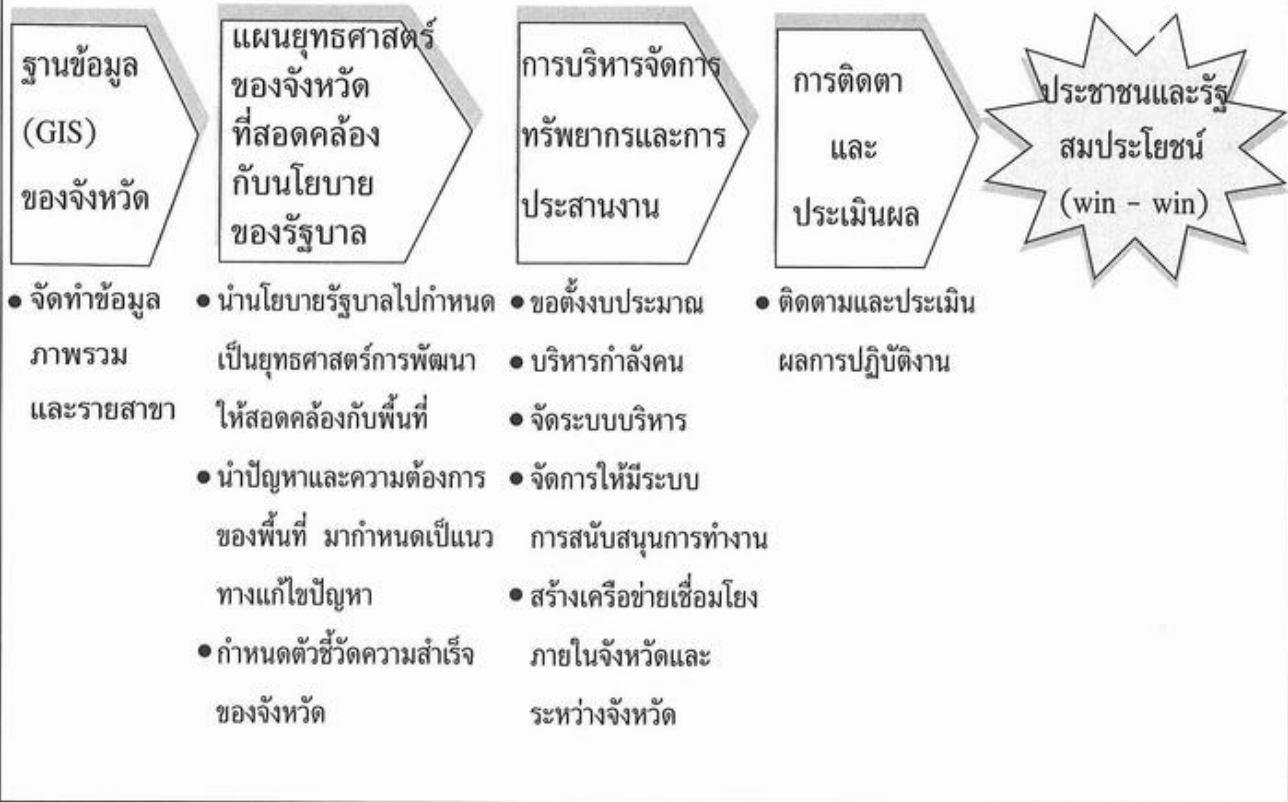 ฐานข้อมูล
(GIS)
ของจังหวัด
แผนยุทธศาสตร์
ของจังหวัด
ที่สอดคล้อง
กับนโยบาย
ของรัฐบาล
การบริหารจัดการ
ทรัพยากรและการ
ประสานงาน
การติดตา
และ
ประเมินผล
ประชาชนและรัฐ
สมประโยชน์
(win - win)
● จัดทำข้อมูล
ภาพรวม
และรายสาขา
● นำนโยบายรัฐบาลไปกำหนด
เป็นยุทธศาสตร์การพัฒนา
ให้สอดคล้องกับพื้นที่
● นำปัญหาและความต้องการ
ของพื้นที่ มากำหนดเป็นแนว
ทางแก้ไขปัญหา
● กำหนดตัวชี้วัดความสำเร็จ
ของจังหวัด
● ขอตั้งงบประมาณ
● บริหารกำลังคน
● จัดระบบบริหาร
● จัดการให้มีระบบ
การสนับสนุนการทำงาน
● สร้างเครือข่ายเชื่อมโยง
ภายในจังหวัดและ
ระหว่างจังหวัด
● ติดตามและประเมิน
ผลการปฏิบัติงาน